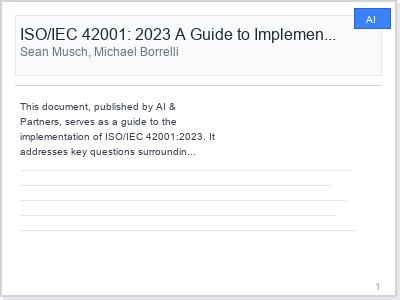 AI
ISO/IEC 42001: 2023 A Guide to Implemen...
Sean Musch, Michael Borrelli
This document, published by AI &
Partners, serves as a guide to the
implementation of ISO/IEC 42001:2023. It
addresses key questions surroundin...
1